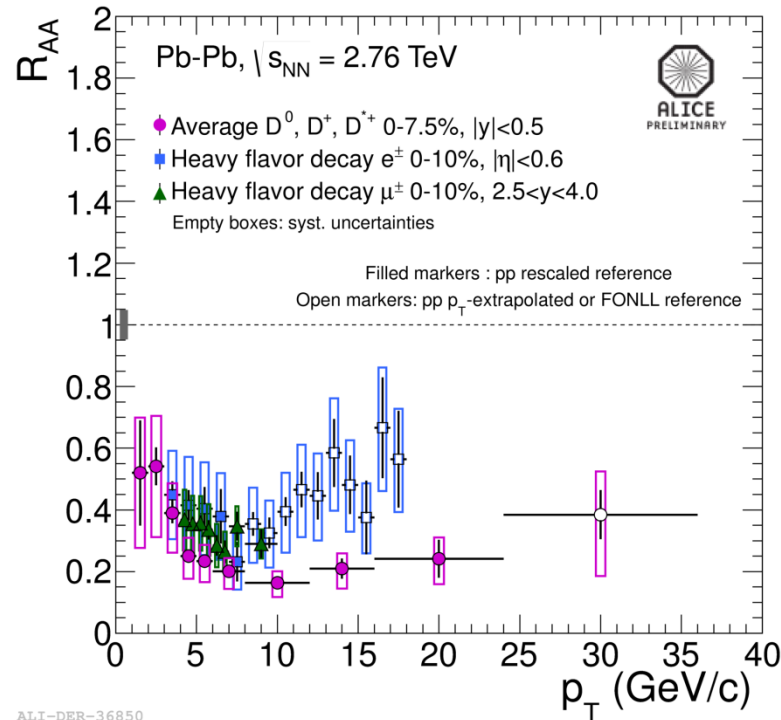 R_AA
2
1.8
1.6
1.4
1.2
1
0.8
0.6
0.4
0.2
0
Pb-Pb, √s_NN = 2.76 TeV
ALICE
PRELIMINARY
Average D⁰, D⁺, D*⁺ 0-7.5%, |y|<0.5
Heavy flavor decay e± 0-10%, |η|<0.6
Heavy flavor decay μ± 0-10%, 2.5<y<4.0
Empty boxes: syst. uncertainties
Filled markers : pp rescaled reference
Open markers: pp p_T-extrapolated or FONLL reference
0 5 10 15 20 25 30 35 40
p_T (GeV/c)
ALI-DER-36850